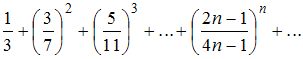 1/3 + (3/7)^2 + (5/11)^3 + ... + ((2n-1)/(4n-1))^n + ...